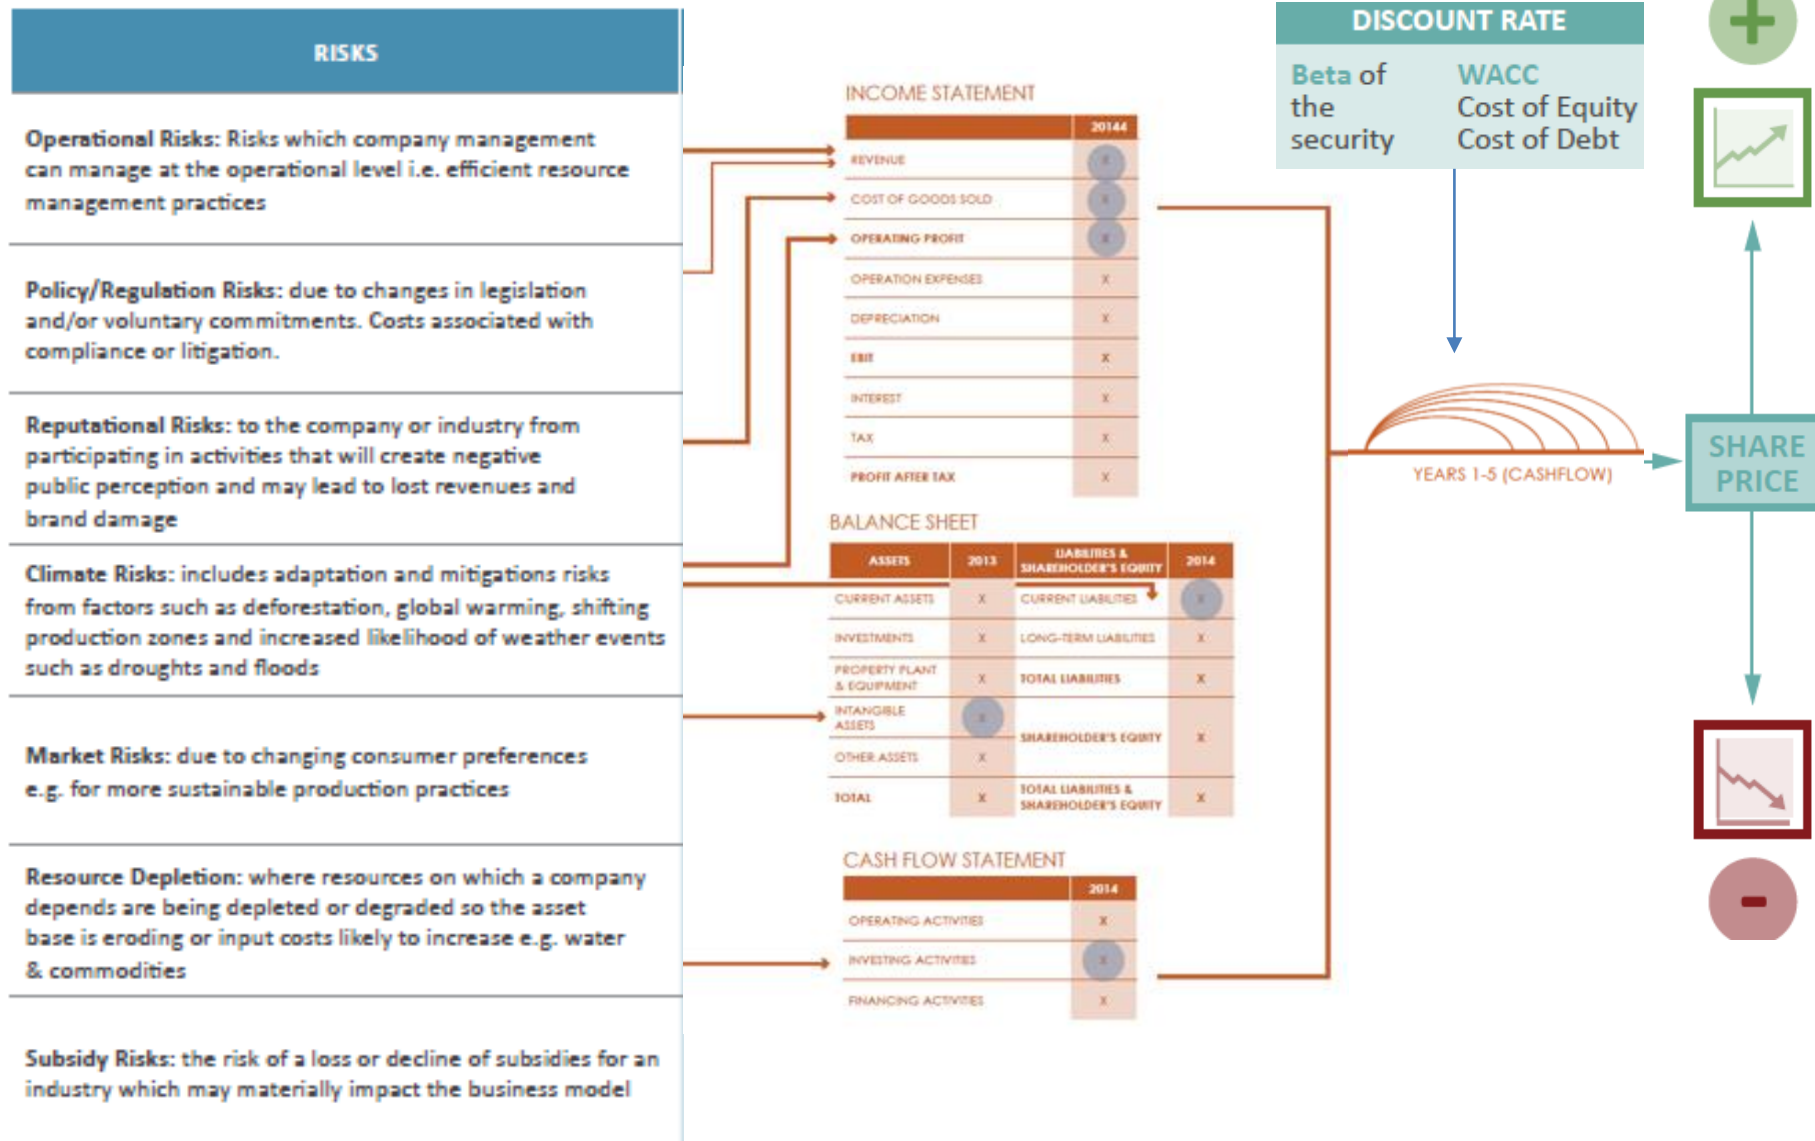 RISKS
Operational Risks: Risks which company management
can manage at the operational level i.e. efficient resource
management practices
Policy/Regulation Risks: due to changes in legislation
and/or voluntary commitments. Costs associated with
compliance or litigation.
Reputational Risks: to the company or industry from
participating in activities that will create negative
public perception and may lead to lost revenues and
brand damage
Climate Risks: includes adaptation and mitigations risks
from factors such as deforestation, global warming, shifting
production zones and increased likelihood of weather events
such as droughts and floods
Market Risks: due to changing consumer preferences
e.g. for more sustainable production practices
Resource Depletion: where resources on which a company
depends are being depleted or degraded so the asset
base is eroding or input costs likely to increase e.g. water
& commodities
Subsidy Risks: the risk of a loss or decline of subsidies for an
industry which may materially impact the business model
INCOME STATEMENT
20144
REVENUE X
COST OF GOODS SOLD X
OPERATING PROFIT X
OPERATION EXPENSES X
DEPRECIATION X
EBIT X
INTEREST X
TAX X
PROFIT AFTER TAX X
BALANCE SHEET
ASSETS 2013 LIABILITIES &
SHAREHOLDER'S EQUITY 2014
CURRENT ASSETS X CURRENT LIABILITIES X
INVESTMENTS X LONG-TERM LIABILITIES X
PROPERTY PLANT
& EQUIPMENT X TOTAL LIABILITIES X
INTANGIBLE
ASSETS X
SHAREHOLDER'S EQUITY X
OTHER ASSETS X
TOTAL X TOTAL LIABILITIES &
SHAREHOLDER'S EQUITY X
CASH FLOW STATEMENT
2014
OPERATING ACTIVITIES X
INVESTING ACTIVITIES X
FINANCING ACTIVITIES X
DISCOUNT RATE
Beta of
the
security
WACC
Cost of Equity
Cost of Debt
YEARS 1-5 (CASHFLOW)
+
SHARE
PRICE
-